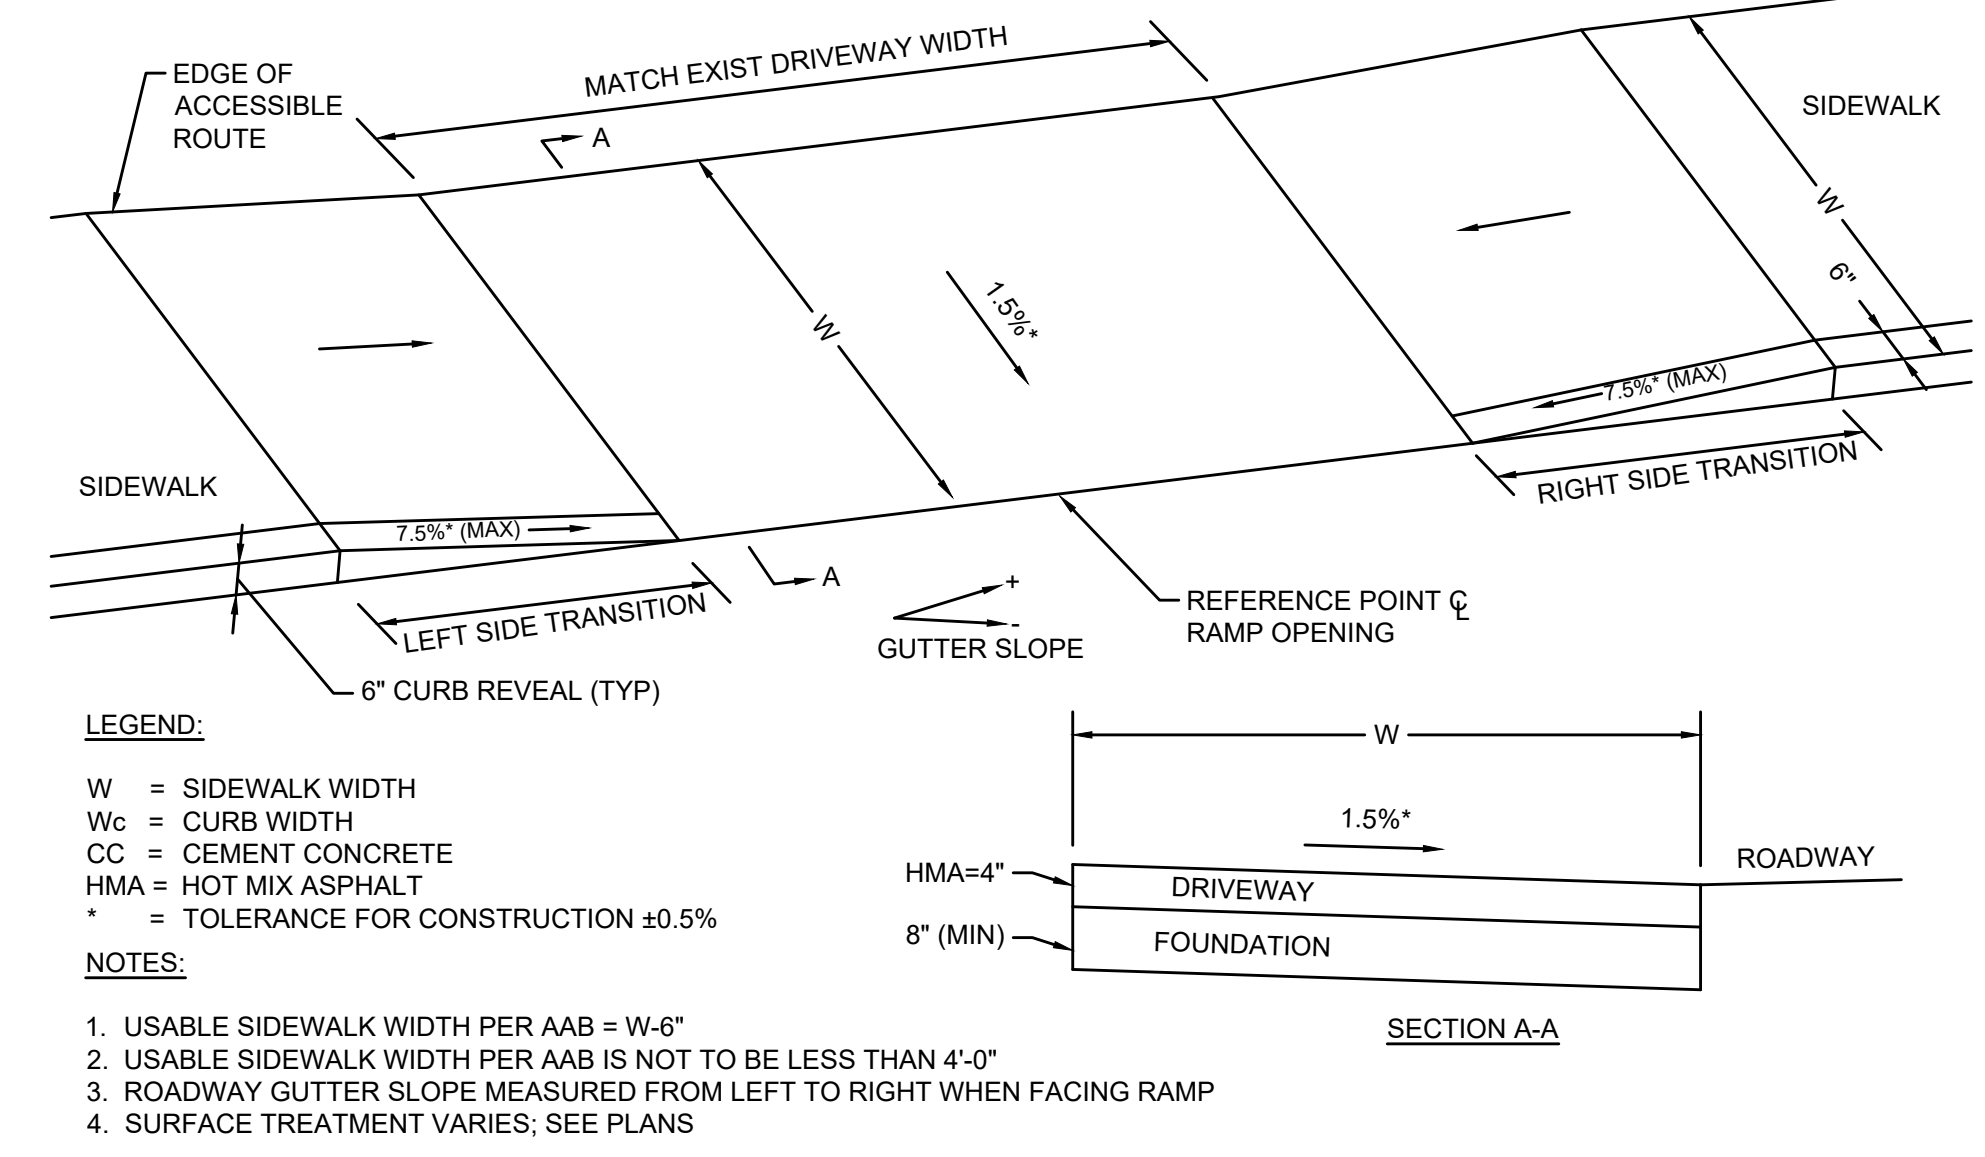 MATCH EXIST DRIVEWAY WIDTH
EDGE OF
ACCESSIBLE
ROUTE
A
SIDEWALK
W
6"
1.5%*
W
7.5%* (MAX)
RIGHT SIDE TRANSITION
SIDEWALK
7.5%* (MAX)
A
LEFT SIDE TRANSITION
+
-
GUTTER SLOPE
REFERENCE POINT ℄
RAMP OPENING
6" CURB REVEAL (TYP)
LEGEND:
W = SIDEWALK WIDTH
Wc = CURB WIDTH
CC = CEMENT CONCRETE
HMA = HOT MIX ASPHALT
* = TOLERANCE FOR CONSTRUCTION ±0.5%
NOTES:
1. USABLE SIDEWALK WIDTH PER AAB = W-6"
2. USABLE SIDEWALK WIDTH PER AAB IS NOT TO BE LESS THAN 4'-0"
3. ROADWAY GUTTER SLOPE MEASURED FROM LEFT TO RIGHT WHEN FACING RAMP
4. SURFACE TREATMENT VARIES; SEE PLANS
W
1.5%*
ROADWAY
HMA=4"
DRIVEWAY
8" (MIN)
FOUNDATION
SECTION A-A